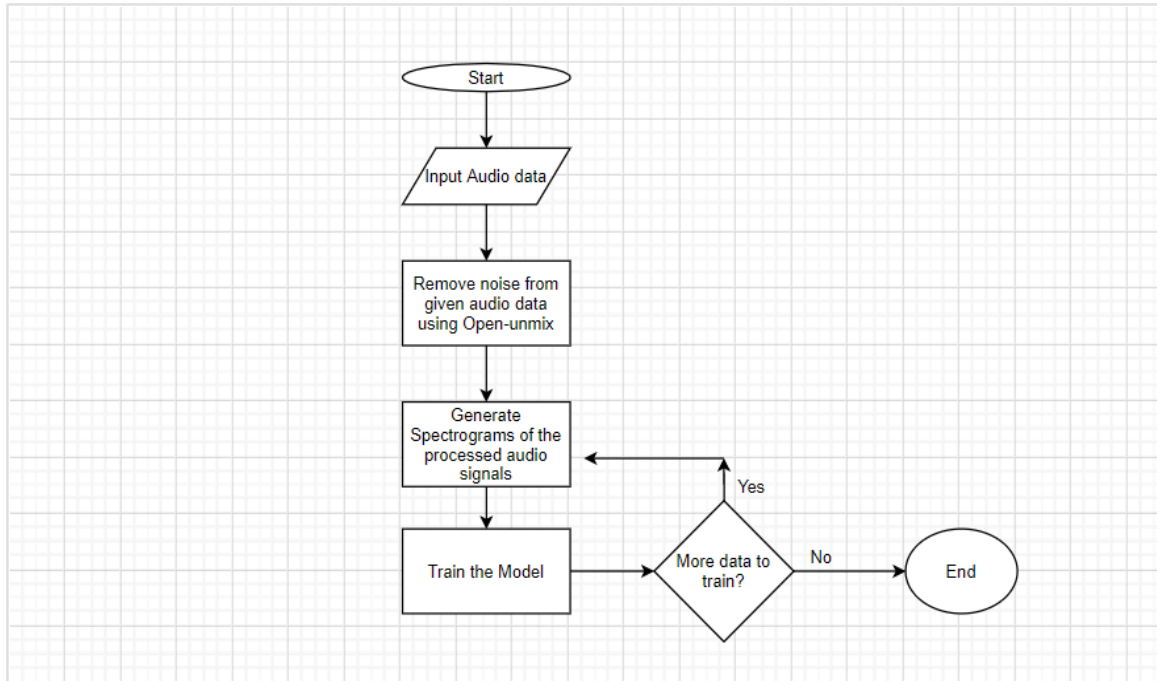 Start
Input Audio data
Remove noise from
given audio data
using Open-unmix
Generate
Spectrograms of the
processed audio
signals
Yes
Train the Model
More data to
train?
No
End